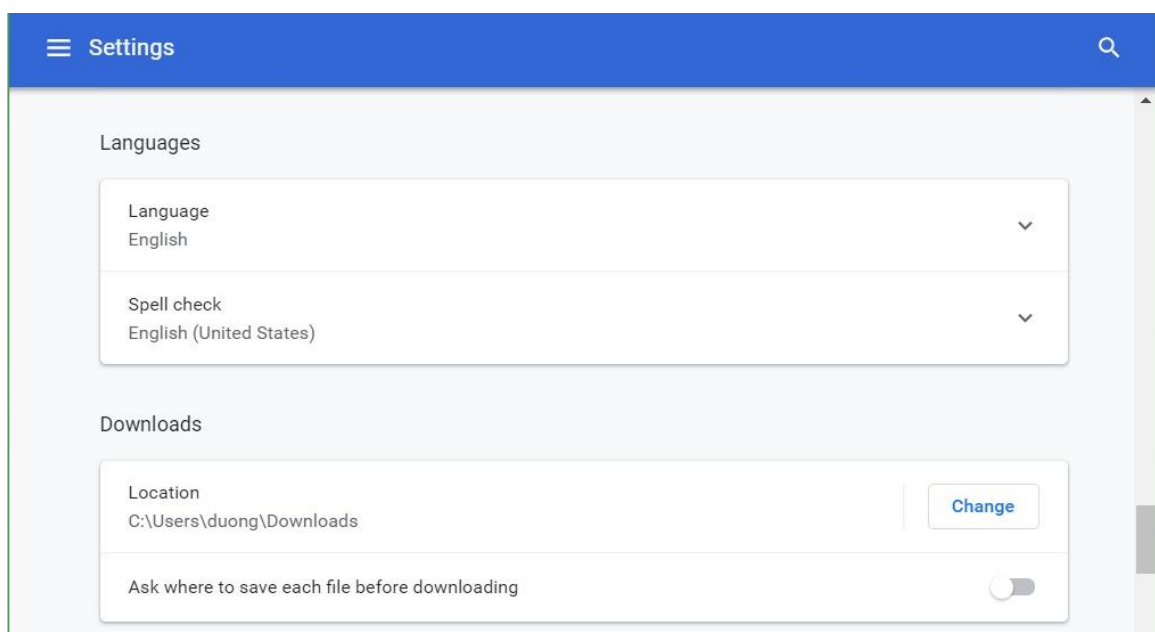 Settings
Languages
Language
English
Spell check
English (United States)
Downloads
Location
C:\Users\duong\Downloads
Change
Ask where to save each file before downloading